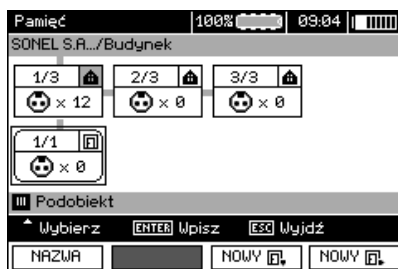 Pamięć 100% 09:04
SONEL S.A.../Budynek
1/3 2/3 3/3
× 12 × 0 × 0
1/1
× 0
Podobiekt
Wybierz ENTER Wpisz ESC Wyjdź
NAZWA NOWY NOWY